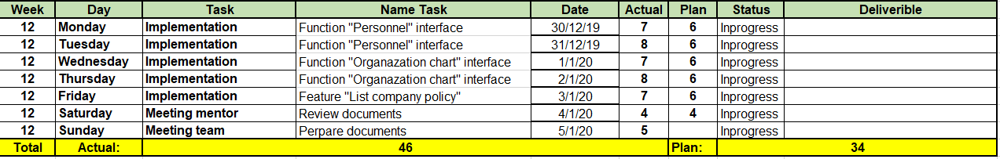 Week Day Task Name Task Date Actual Plan Status Deliverible
12 Monday Implementation Function "Personnel" interface 30/12/19 7 6 Inprogress
12 Tuesday Implementation Function "Personnel" interface 31/12/19 8 6 Inprogress
12 Wednesday Implementation Function "Organazation chart" interface 1/1/20 7 6 Inprogress
12 Thursday Implementation Function "Organazation chart" interface 2/1/20 8 6 Inprogress
12 Friday Implementation Feature "List company policy" 3/1/20 7 6 Inprogress
12 Saturday Meeting mentor Review documents 4/1/20 4 4 Inprogress
12 Sunday Meeting team Perpare documents 5/1/20 5 Inprogress
Total Actual: 46 Plan: 34